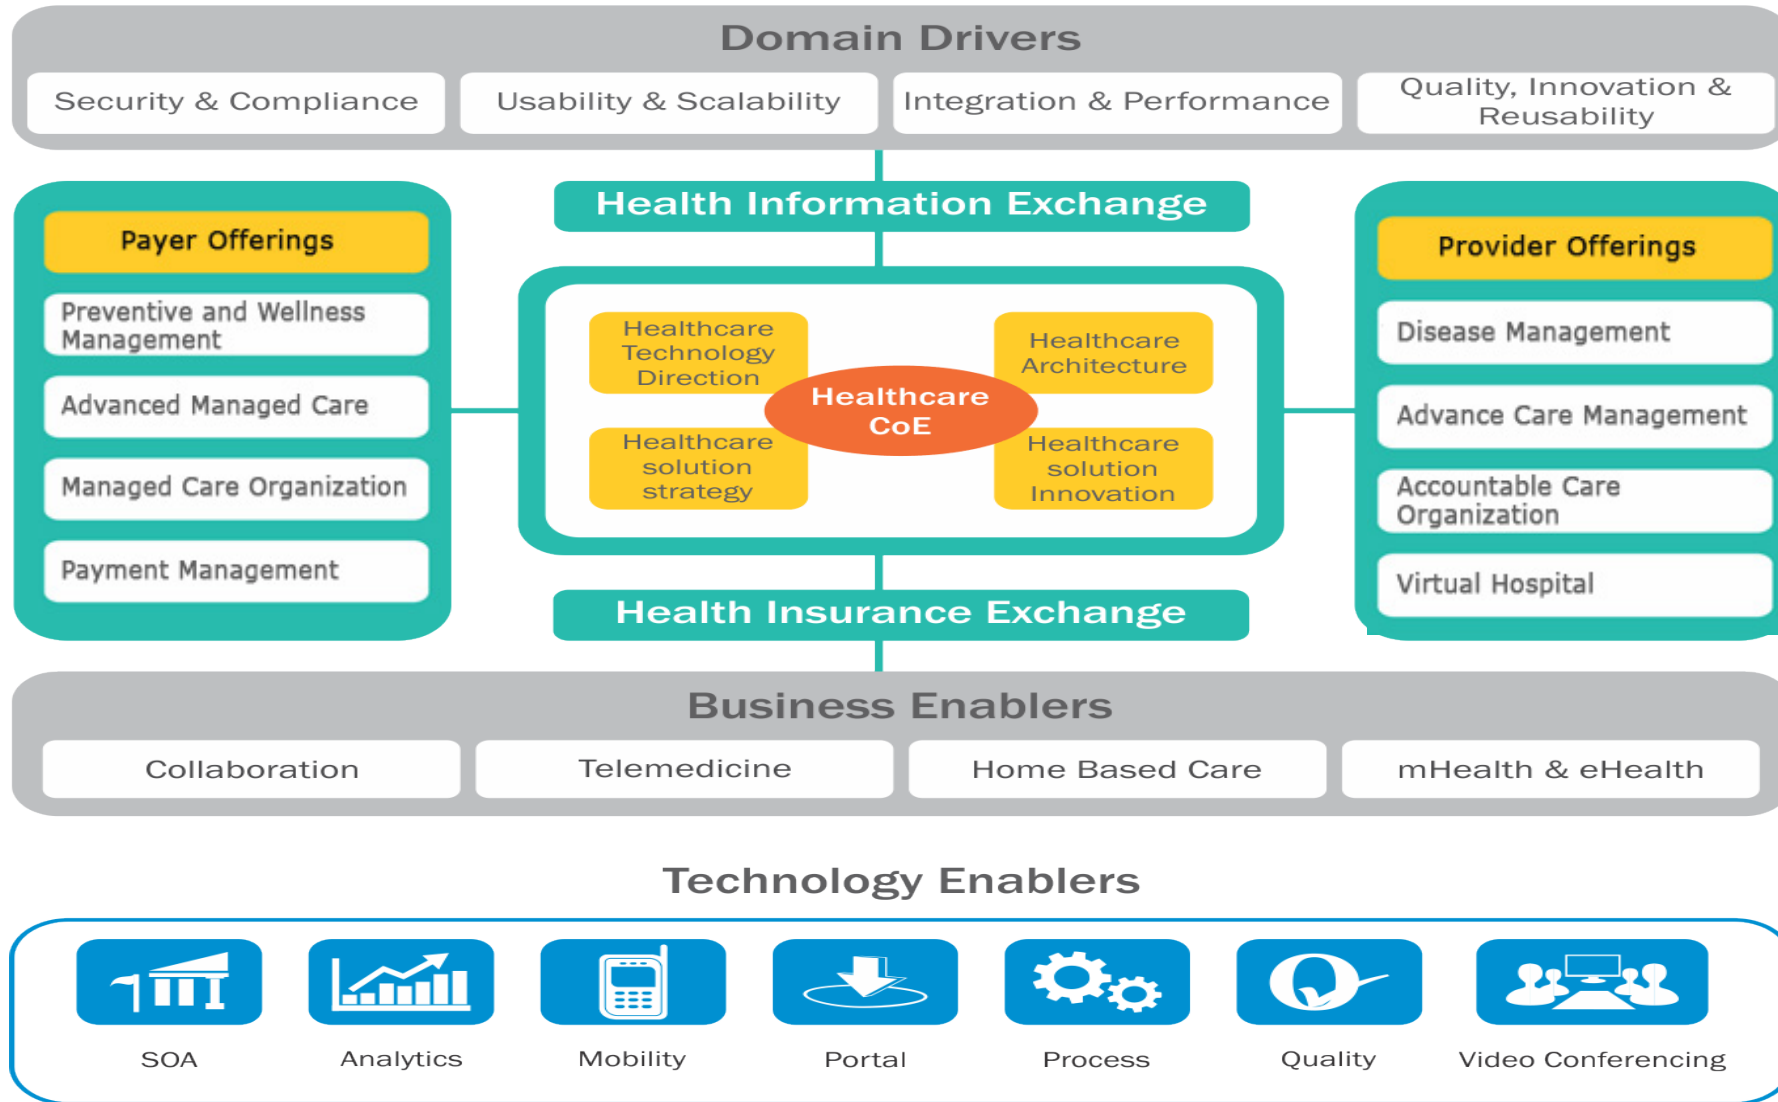 Domain Drivers
Security & Compliance
Usability & Scalability
Integration & Performance
Quality, Innovation &
Reusability
Health Information Exchange
Payer Offerings
Preventive and Wellness
Management
Advanced Managed Care
Managed Care Organization
Payment Management
Healthcare
Technology
Direction
Healthcare
Architecture
Healthcare
CoE
Healthcare
solution
strategy
Healthcare
solution
Innovation
Provider Offerings
Disease Management
Advance Care Management
Accountable Care
Organization
Virtual Hospital
Health Insurance Exchange
Business Enablers
Collaboration
Telemedicine
Home Based Care
mHealth & eHealth
Technology Enablers
SOA
Analytics
Mobility
Portal
Process
Quality
Video Conferencing